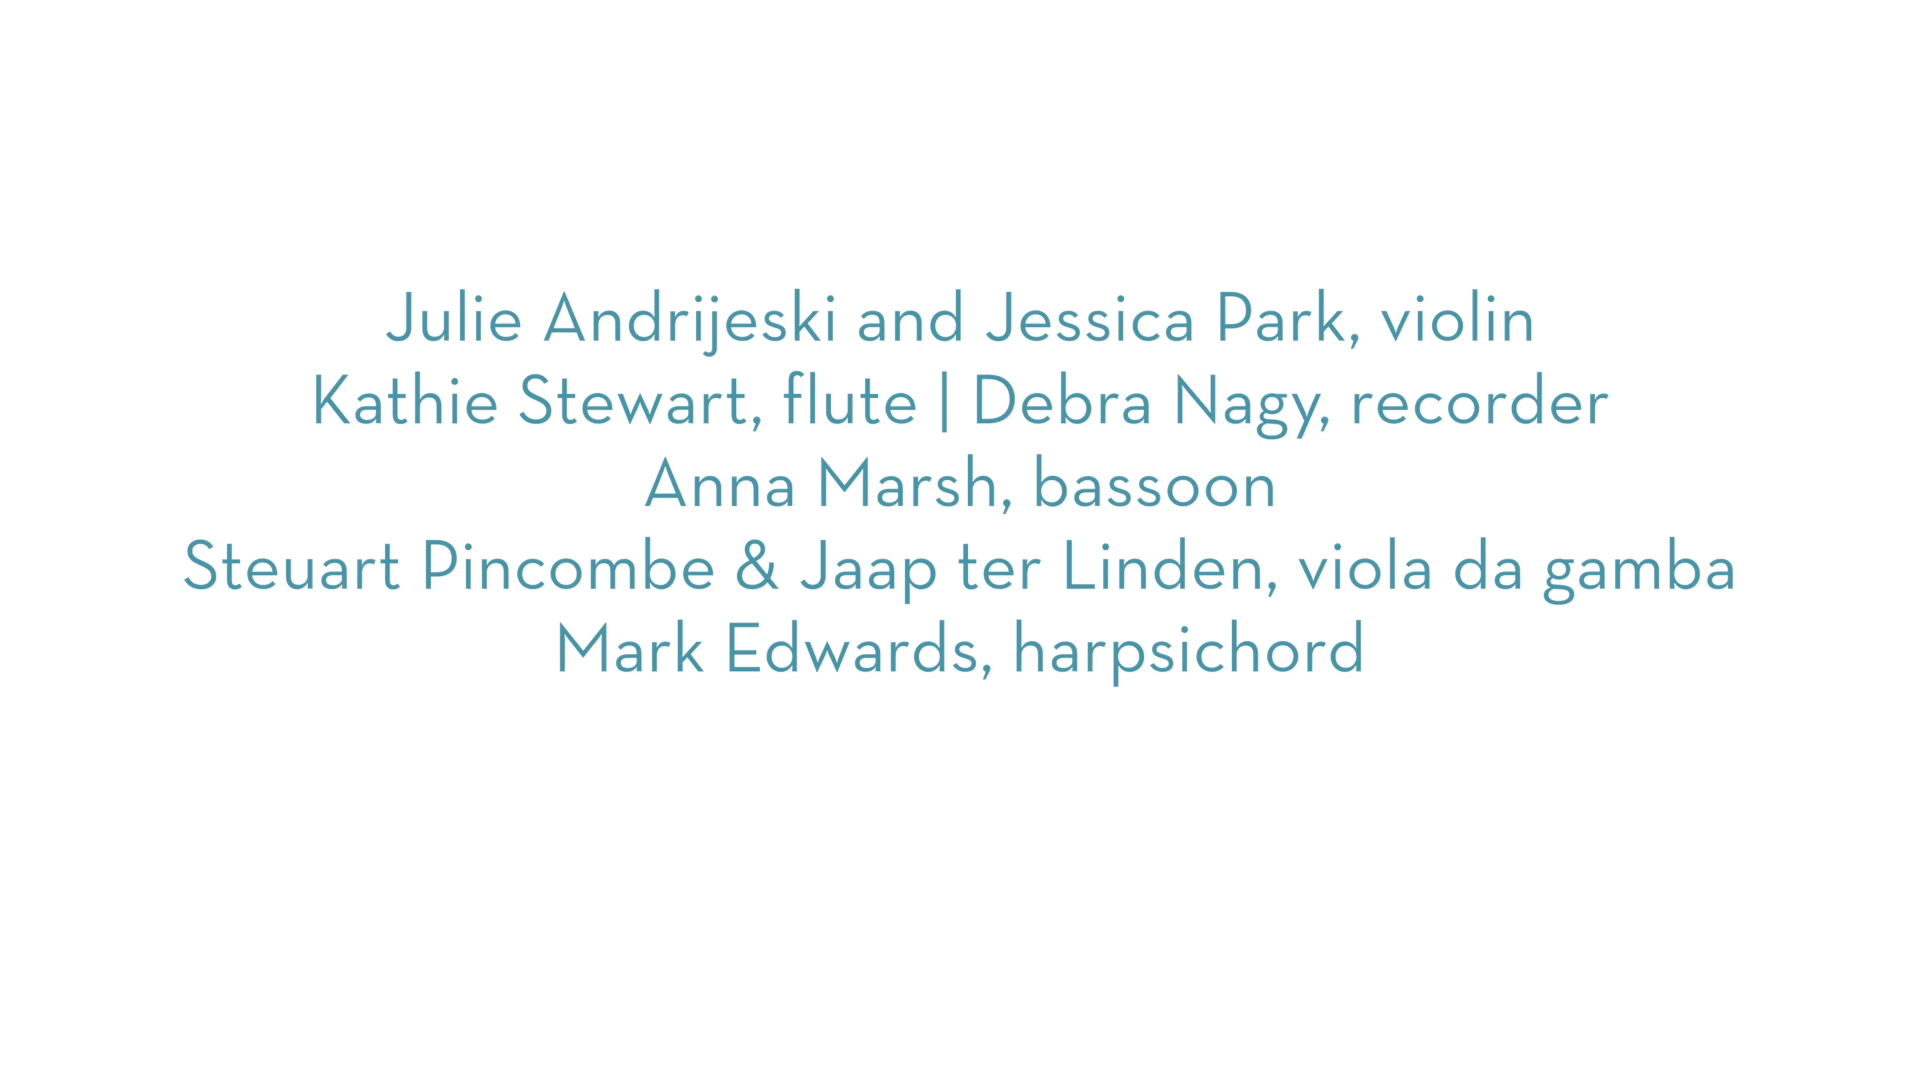 Julie Andrijeski and Jessica Park, violin
Kathie Stewart, flute | Debra Nagy, recorder
Anna Marsh, bassoon
Steuart Pincombe & Jaap ter Linden, viola da gamba
Mark Edwards, harpsichord